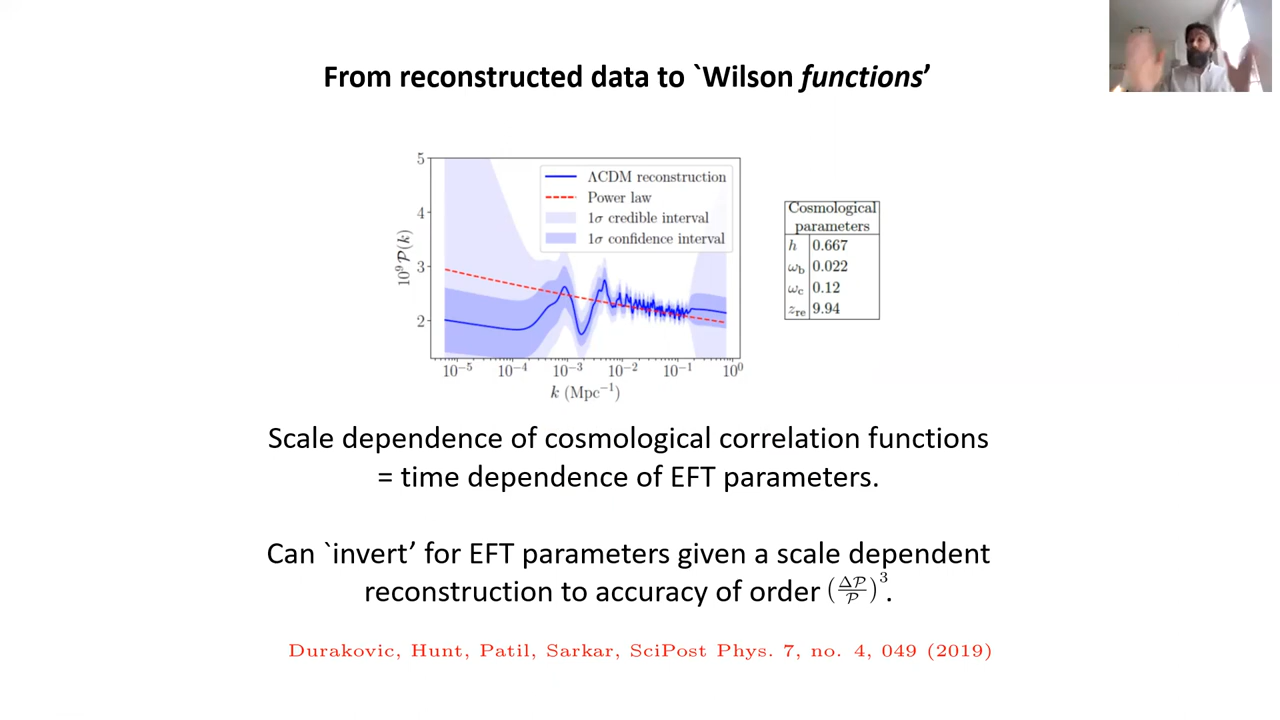 From reconstructed data to `Wilson functions’
5
4
3
2
10⁹𝒫(k)
ΛCDM reconstruction
Power law
1σ credible interval
1σ confidence interval
10⁻⁵ 10⁻⁴ 10⁻³ 10⁻² 10⁻¹ 10⁰
k (Mpc⁻¹)
Cosmological
parameters
h 0.667
ω_b 0.022
ω_c 0.12
z_re 9.94
Scale dependence of cosmological correlation functions
= time dependence of EFT parameters.
Can `invert’ for EFT parameters given a scale dependent
reconstruction to accuracy of order (Δ𝒫/𝒫)³.
Durakovic, Hunt, Patil, Sarkar, SciPost Phys. 7, no. 4, 049 (2019)